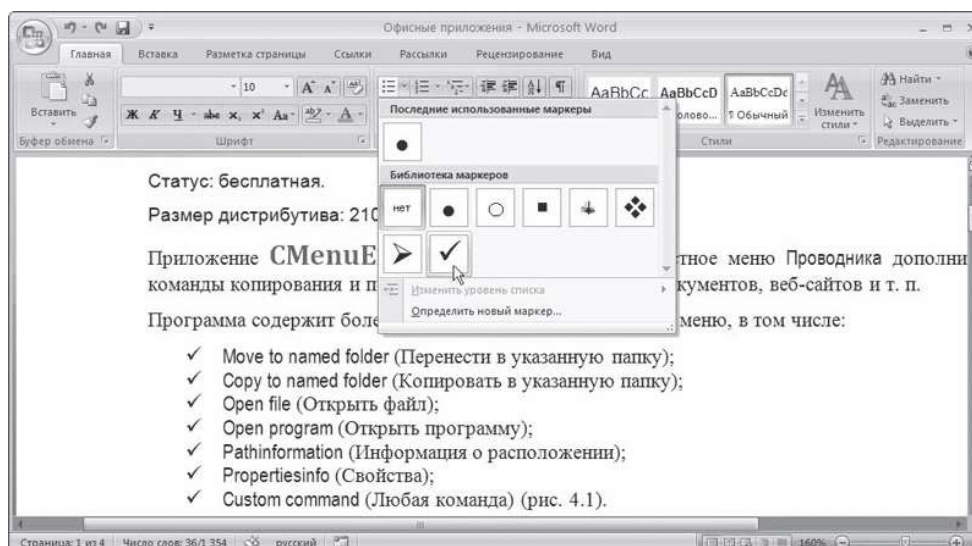 Офисные приложения - Microsoft Word
Главная Вставка Разметка страницы Ссылки Рассылки Рецензирование Вид
10 А А
Вставить Ж К Ч abc x, x² Aa ab A
AaBbCc AaBbCcD AaBbCcDc
олово... ¶ Обычный
Изменить стили
Найти
Заменить
Выделить
Буфер обмена Шрифт Стили Редактирование
Последние использованные маркеры
Библиотека маркеров
нет
Изменить уровень списка
Определить новый маркер...
Статус: бесплатная.
Размер дистрибутива: 210
Приложение CMenuE тное меню Проводника дополни
команды копирования и п кументов, веб-сайтов и т. п.
Программа содержит боле меню, в том числе:
✓ Move to named folder (Перенести в указанную папку);
✓ Copy to named folder (Копировать в указанную папку);
✓ Open file (Открыть файл);
✓ Open program (Открыть программу);
✓ Pathinformation (Информация о расположении);
✓ Propertiesinfo (Свойства);
✓ Custom command (Любая команда) (рис. 4.1).
Страница: 1 из 4 Число слов: 36/1 354 русский 160%